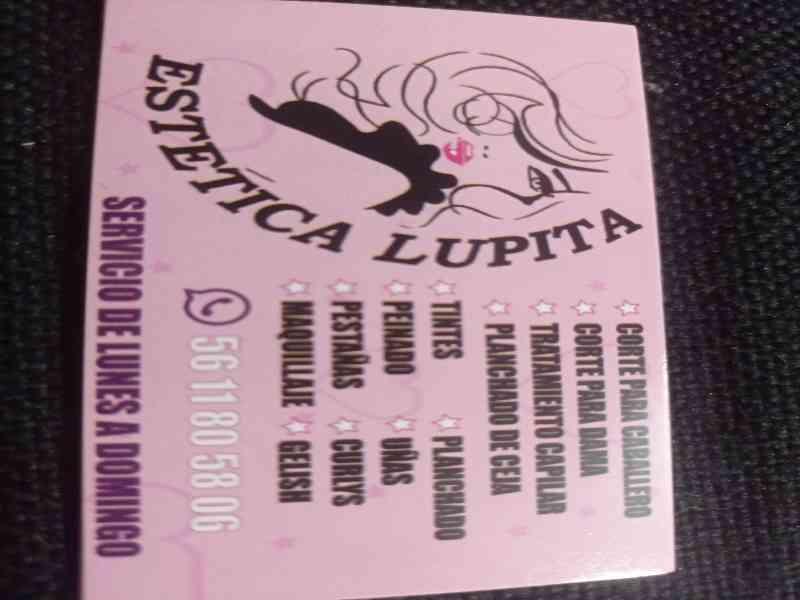 ESTÉTICA LUPITA
CORTE PARA CABALLERO
CORTE PARA DAMA
TRATAMIENTO CAPILAR
PLANCHADO DE CEJA
TINTES PLANCHADO
PEINADO UÑAS
PESTAÑAS CURLYS
MAQUILLAJE GELISH
56 11 80 58 06
SERVICIO DE LUNES A DOMINGO